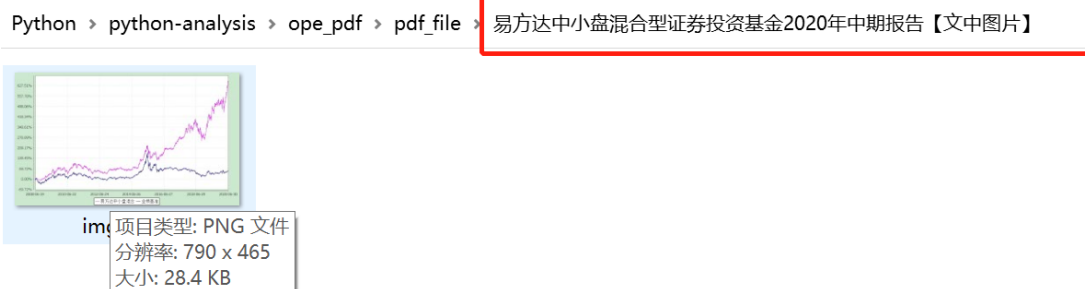 Python > python-analysis > ope_pdf > pdf_file > 易方达中小盘混合型证券投资基金2020年中期报告【文中图片】
img
项目类型: PNG 文件
分辨率: 790 x 465
大小: 28.4 KB